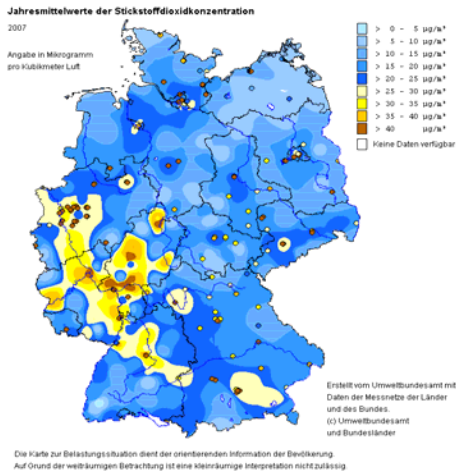 Jahresmittelwerte der Stickstoffdioxidkonzentration
2007
Angabe in Mikrogramm
pro Kubikmeter Luft
> 0 - 5 µg/m³
> 5 - 10 µg/m³
> 10 - 15 µg/m³
> 15 - 20 µg/m³
> 20 - 25 µg/m³
> 25 - 30 µg/m³
> 30 - 35 µg/m³
> 35 - 40 µg/m³
> 40 µg/m³
Keine Daten verfügbar
Erstellt vom Umweltbundesamt mit
Daten der Messnetze der Länder
und des Bundes.
(c) Umweltbundesamt
und Bundesländer
Die Karte zur Belastungssituation dient der orientierenden Information der Bevölkerung.
Auf Grund der weiträumigen Betrachtung ist eine kleinräumige Interpretation nicht zulässig.